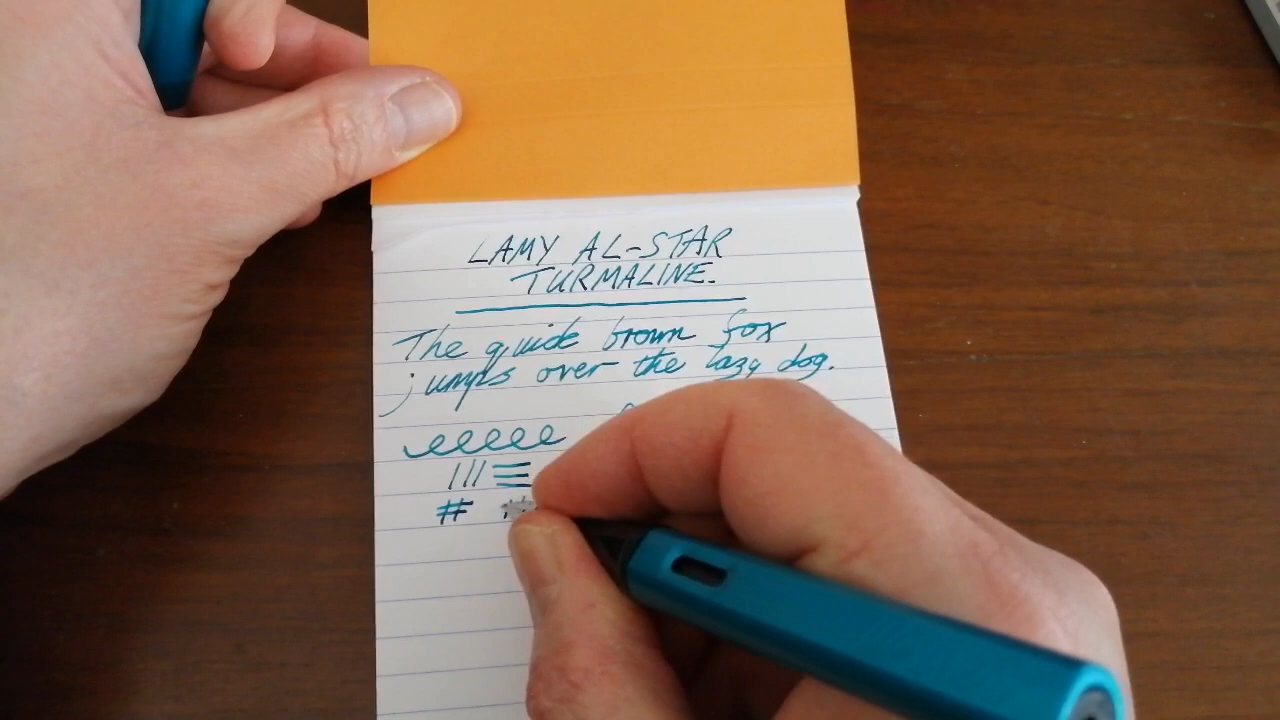 LAMY AL-STAR
TURMALINE.
The quick brown fox
jumps over the lazy dog.
eeeee
#